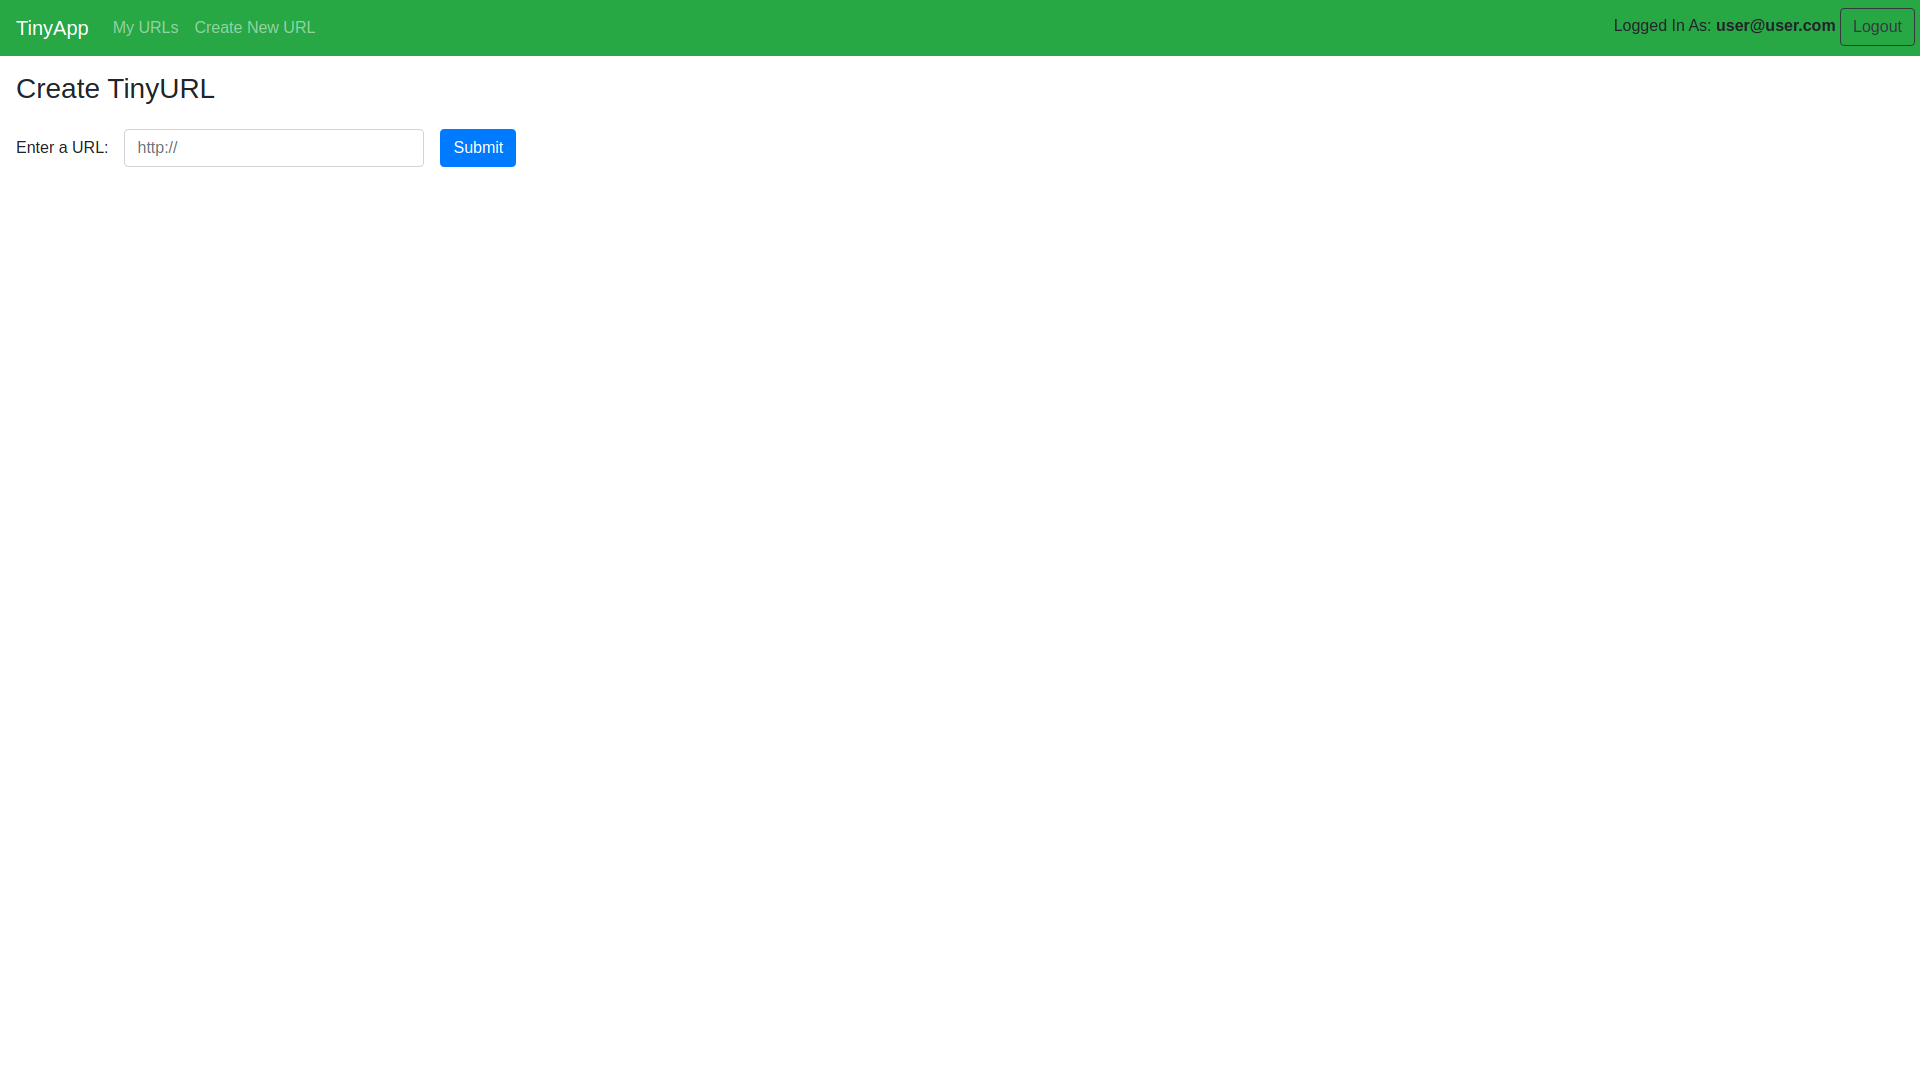 TinyApp My URLs Create New URL Logged In As: user@user.com Logout
Create TinyURL
Enter a URL: http:// Submit